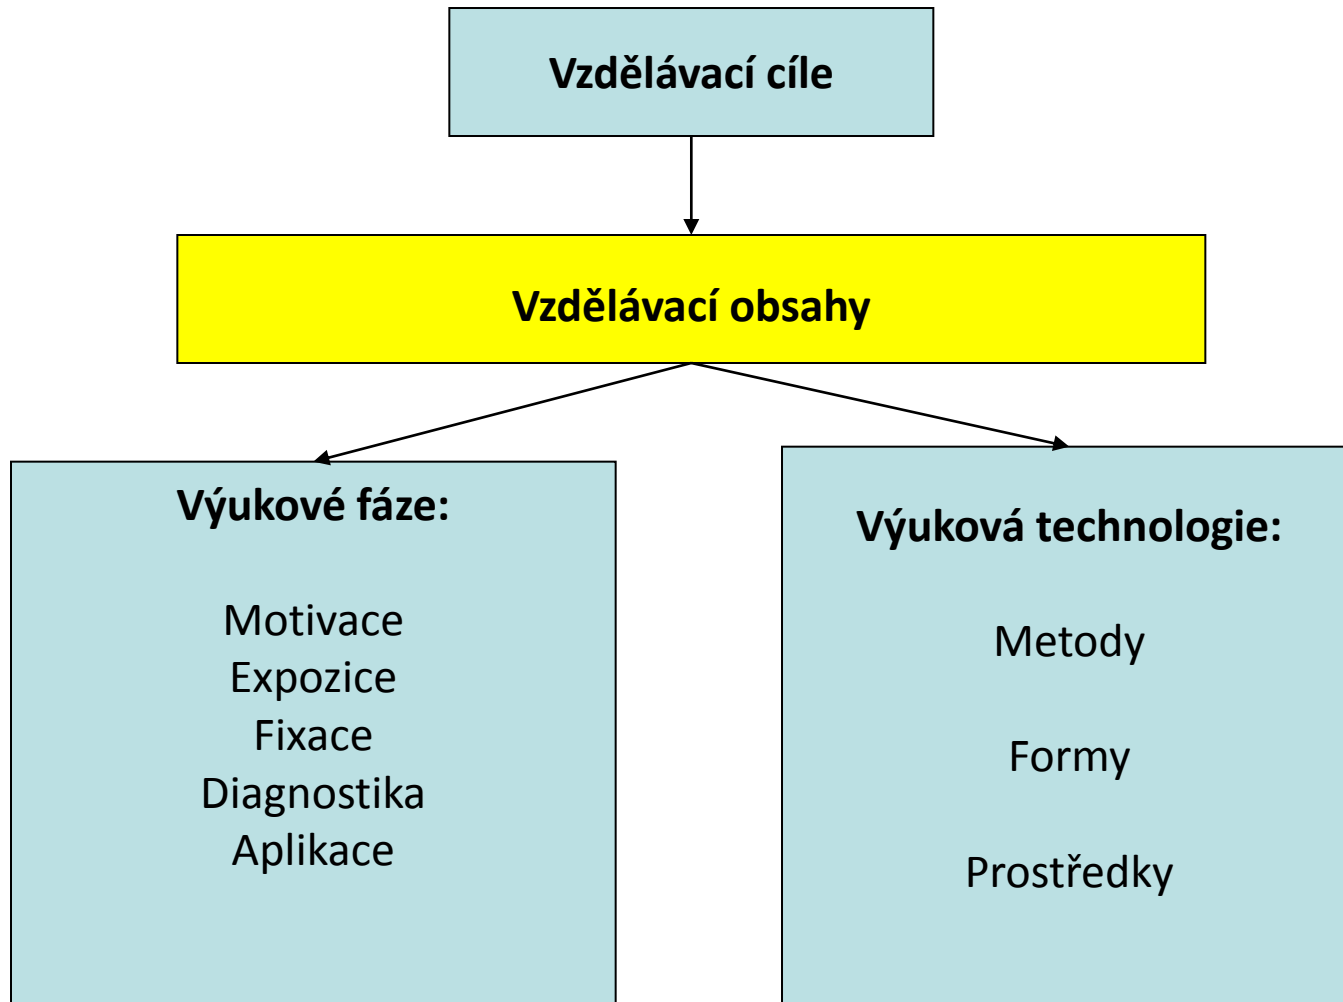 Vzdělávací cíle
Vzdělávací obsahy
Výukové fáze:
Motivace
Expozice
Fixace
Diagnostika
Aplikace
Výuková technologie:
Metody
Formy
Prostředky